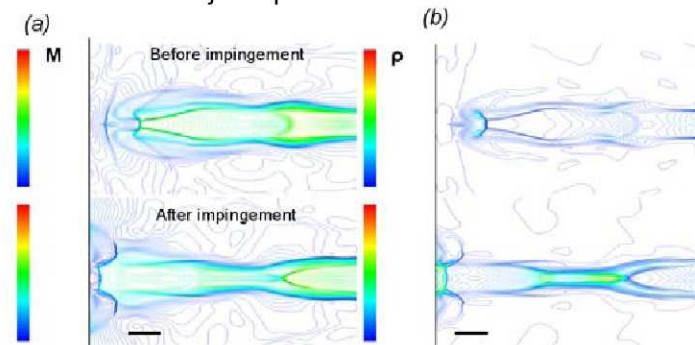 (a)
(b)
M
Before impingement
ρ
After impingement